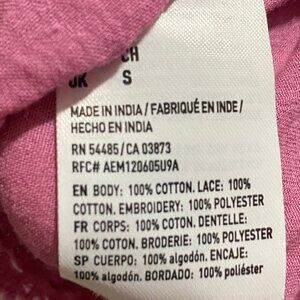 CH
UK S
MADE IN INDIA / FABRIQUÉ EN INDE /
HECHO EN INDIA
RN 54485/CA 03873
RFC# AEM120605U9A
EN BODY: 100% COTTON. LACE: 100%
COTTON. EMBROIDERY: 100% POLYESTER
FR CORPS: 100% COTON. DENTELLE:
100% COTON. BRODERIE: 100% POLYESTER
SP CUERPO: 100% algodón. ENCAJE:
100% algodón. BORDADO: 100% poliéster